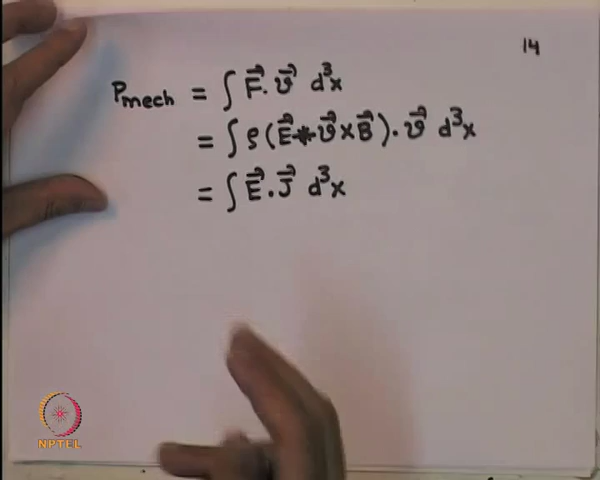 14
P_mech = ∫ F⃗ · v⃗ d³x
= ∫ ρ (E⃗ + v⃗ × B⃗) · v⃗ d³x
= ∫ E⃗ · J⃗ d³x
NPTEL